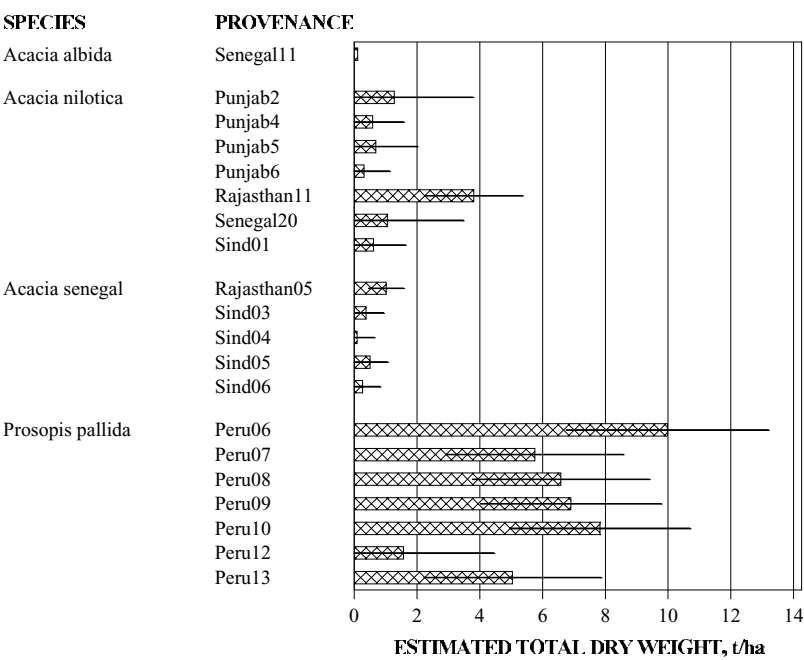 SPECIES PROVENANCE
Acacia albida Senegal11
Acacia nilotica Punjab2
Punjab4
Punjab5
Punjab6
Rajasthan11
Senegal20
Sind01
Acacia senegal Rajasthan05
Sind03
Sind04
Sind05
Sind06
Prosopis pallida Peru06
Peru07
Peru08
Peru09
Peru10
Peru12
Peru13
0 2 4 6 8 10 12 14
ESTIMATED TOTAL DRY WEIGHT, t/ha